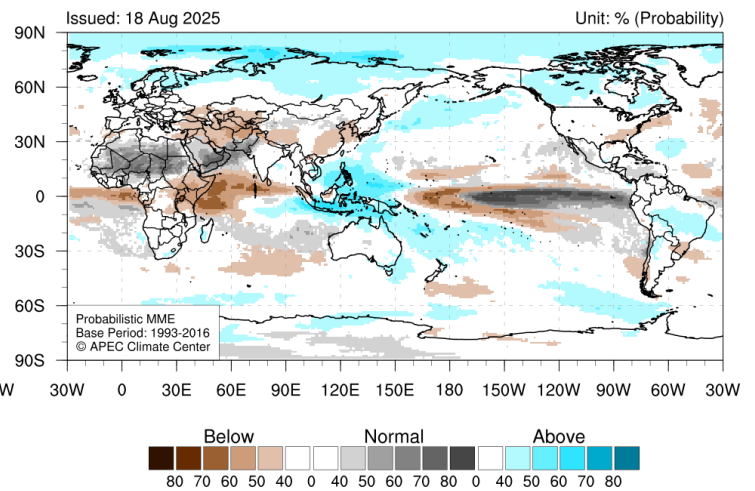 Issued: 18 Aug 2025 Unit: % (Probability)
90N
60N
30N
0
30S
60S
90S
Probabilistic MME
Base Period: 1993-2016
© APEC Climate Center
W 30W 0 30E 60E 90E 120E 150E 180 150W 120W 90W 60W 30W
Below Normal Above
80 70 60 50 40 0 40 50 60 70 80 0 40 50 60 70 80